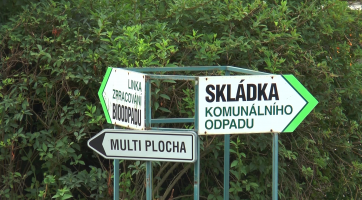 LINKA
ZPRACOVÁNÍ
BIOODPADU
SKLÁDKA
KOMUNÁLNÍHO
ODPADU
MULTI PLOCHA